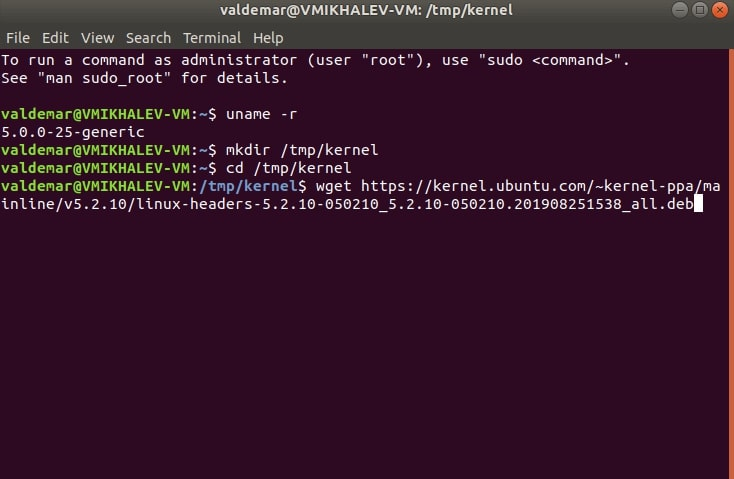 valdemar@VMIKHALEV-VM: /tmp/kernel
File Edit View Search Terminal Help
To run a command as administrator (user "root"), use "sudo <command>".
See "man sudo_root" for details.
valdemar@VMIKHALEV-VM:~$ uname -r
5.0.0-25-generic
valdemar@VMIKHALEV-VM:~$ mkdir /tmp/kernel
valdemar@VMIKHALEV-VM:~$ cd /tmp/kernel
valdemar@VMIKHALEV-VM:/tmp/kernel$ wget https://kernel.ubuntu.com/~kernel-ppa/ma
inline/v5.2.10/linux-headers-5.2.10-050210_5.2.10-050210.201908251538_all.deb